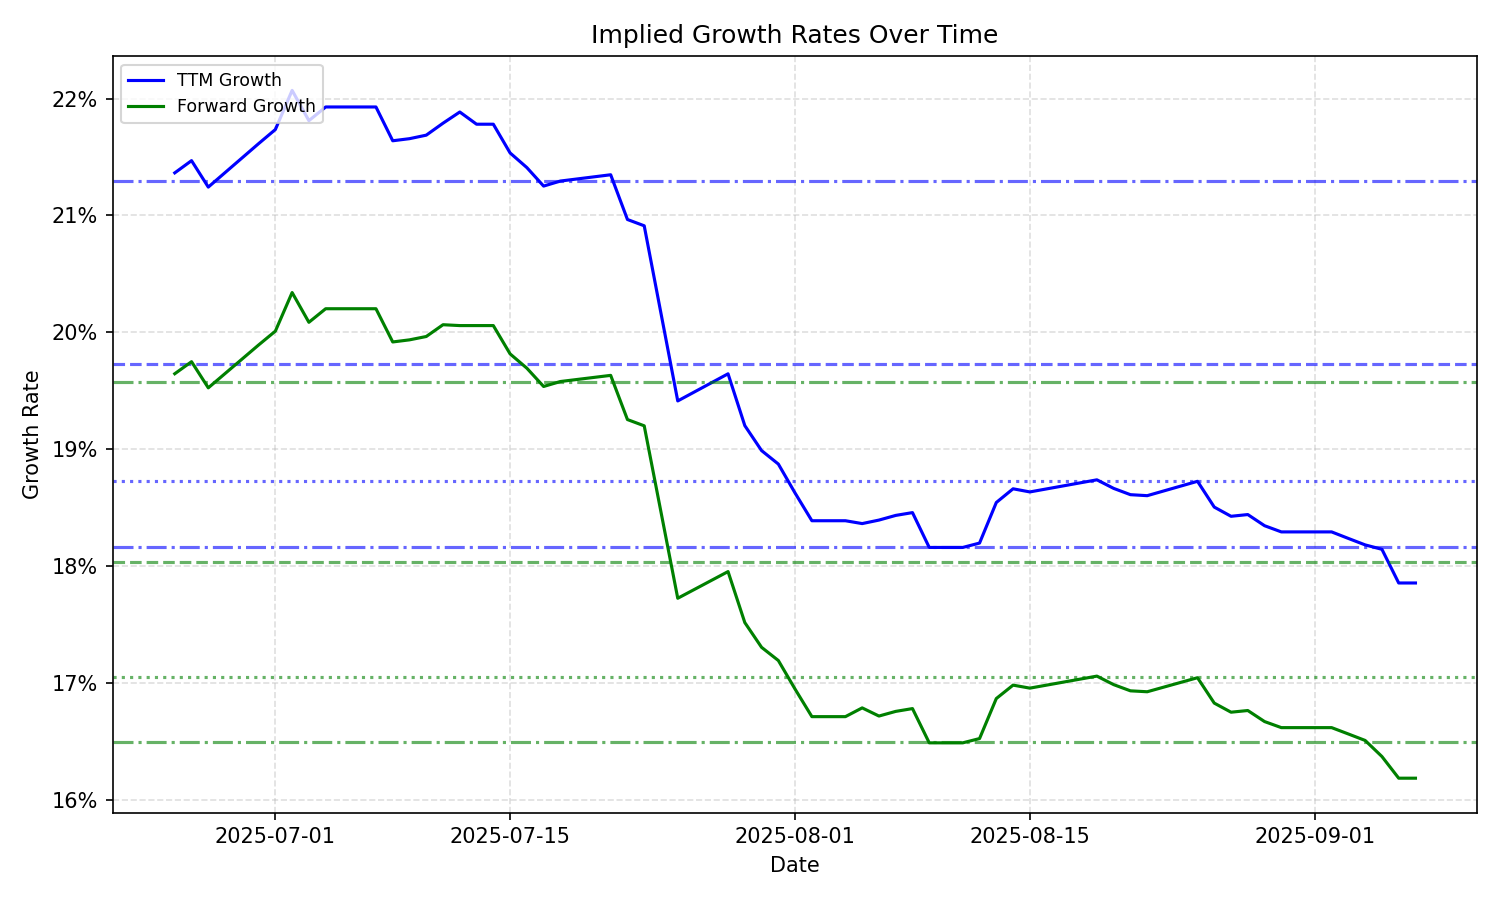 Implied Growth Rates Over Time
TTM Growth
Forward Growth
22%
21%
20%
19%
18%
17%
16%
Growth Rate
2025-07-01
2025-07-15
2025-08-01
2025-08-15
2025-09-01
Date